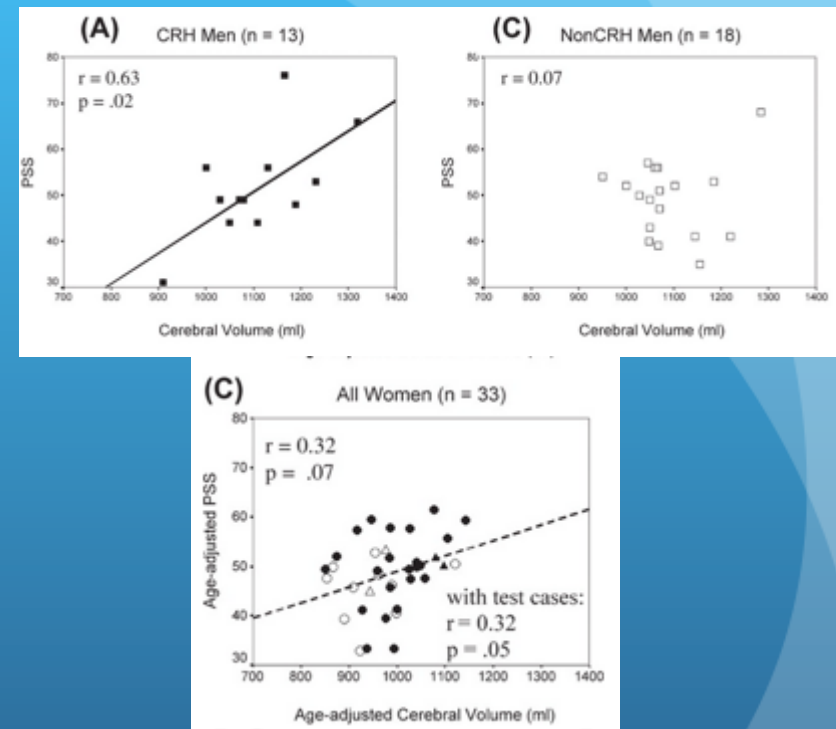 (A)
CRH Men (n = 13)
r = 0.63
p = .02
80
70
60
50
40
30
PSS
700
800
900
1000
1100
1200
1300
1400
Cerebral Volume (ml)
(C)
NonCRH Men (n = 18)
r = 0.07
80
70
60
50
40
30
PSS
700
800
900
1000
1100
1200
1300
1400
Cerebral Volume (ml)
(C)
All Women (n = 33)
r = 0.32
p = .07
80
70
60
50
40
30
Age-adjusted PSS
with test cases:
r = 0.32
p = .05
700
800
900
1000
1100
1200
1300
1400
Age-adjusted Cerebral Volume (ml)